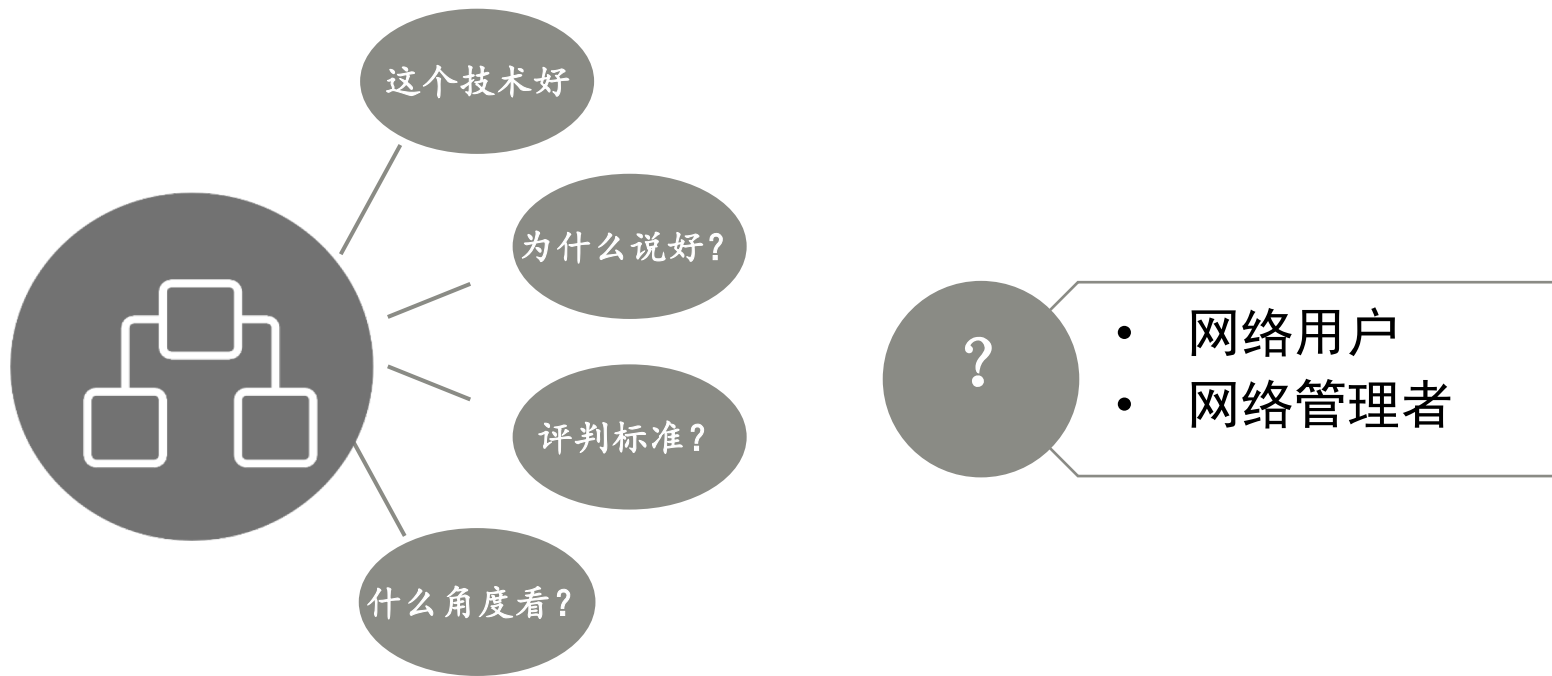 这个技术好
为什么说好？
评判标准？
什么角度看？
？
• 网络用户
• 网络管理者